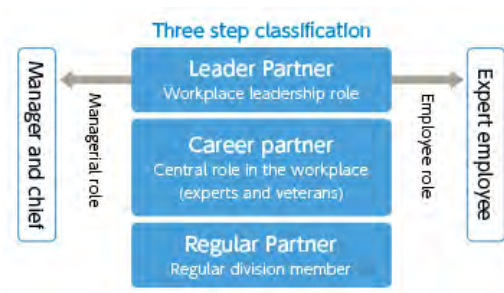 Three step classification
Manager and chief
Managerial role
Leader Partner
Workplace leadership role
Career partner
Central role in the workplace
(experts and veterans)
Regular Partner
Regular division member
Employee role
Expert employee